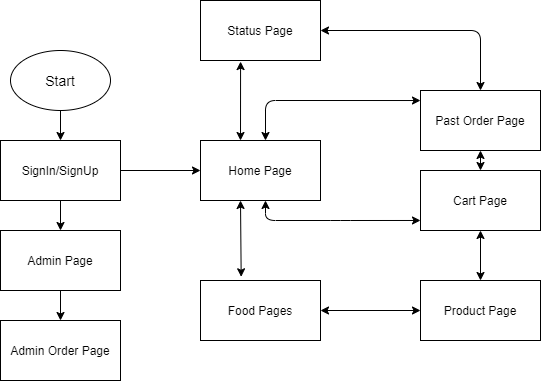 Status Page
Start
Past Order Page
SignIn/SignUp
Home Page
Cart Page
Admin Page
Food Pages
Product Page
Admin Order Page